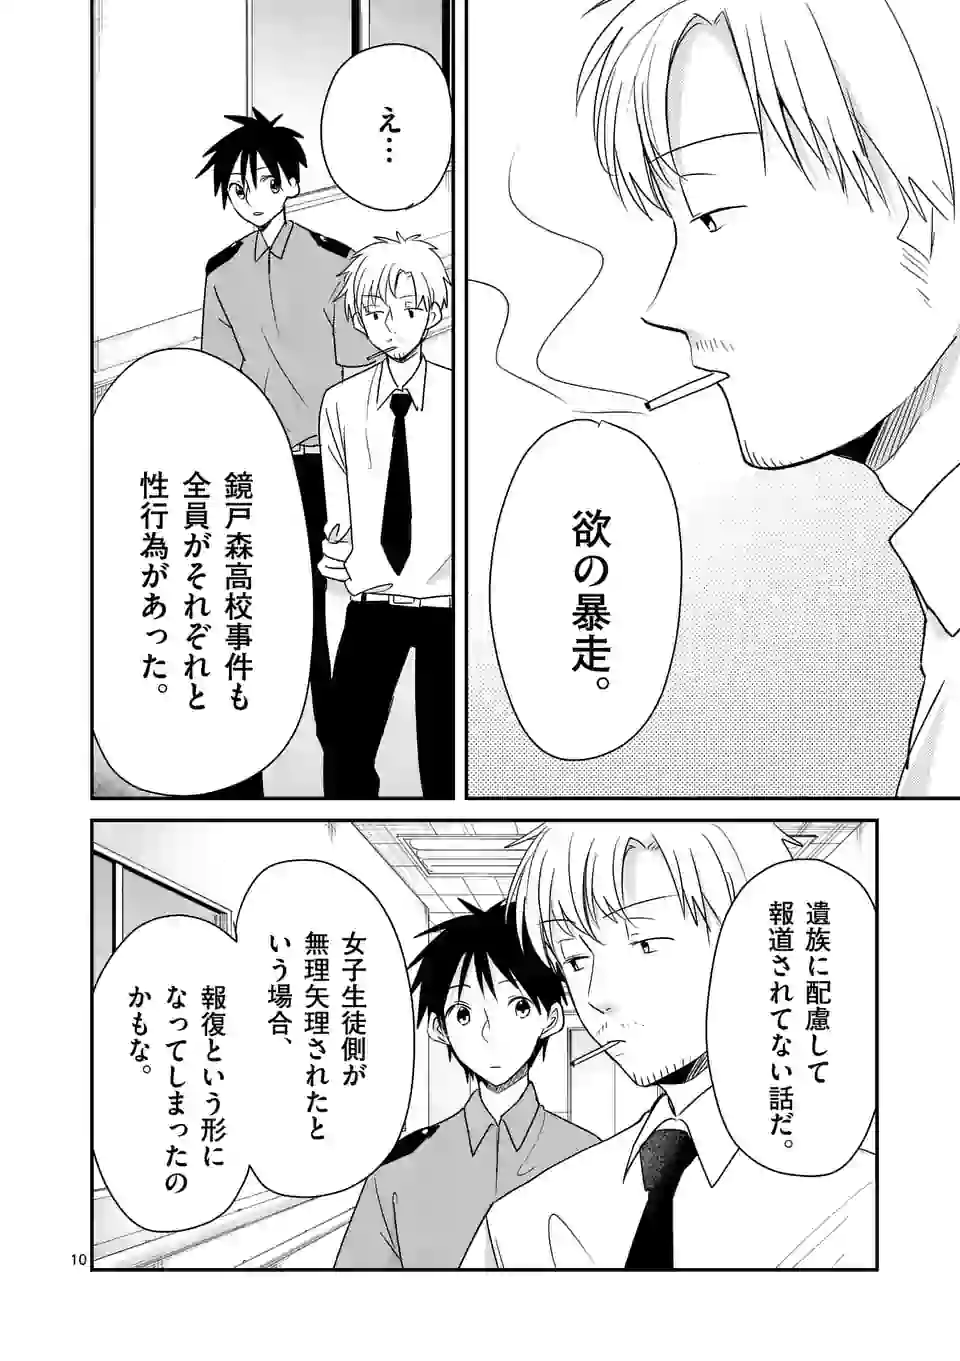 欲の暴走。
え…
鏡戸森高校事件も
全員がそれぞれと
性行為があった。
遺族に配慮して
報道されてない話だ。
女子生徒側が
無理矢理されたと
いう場合、
報復という形に
なってしまったの
かもな。
10